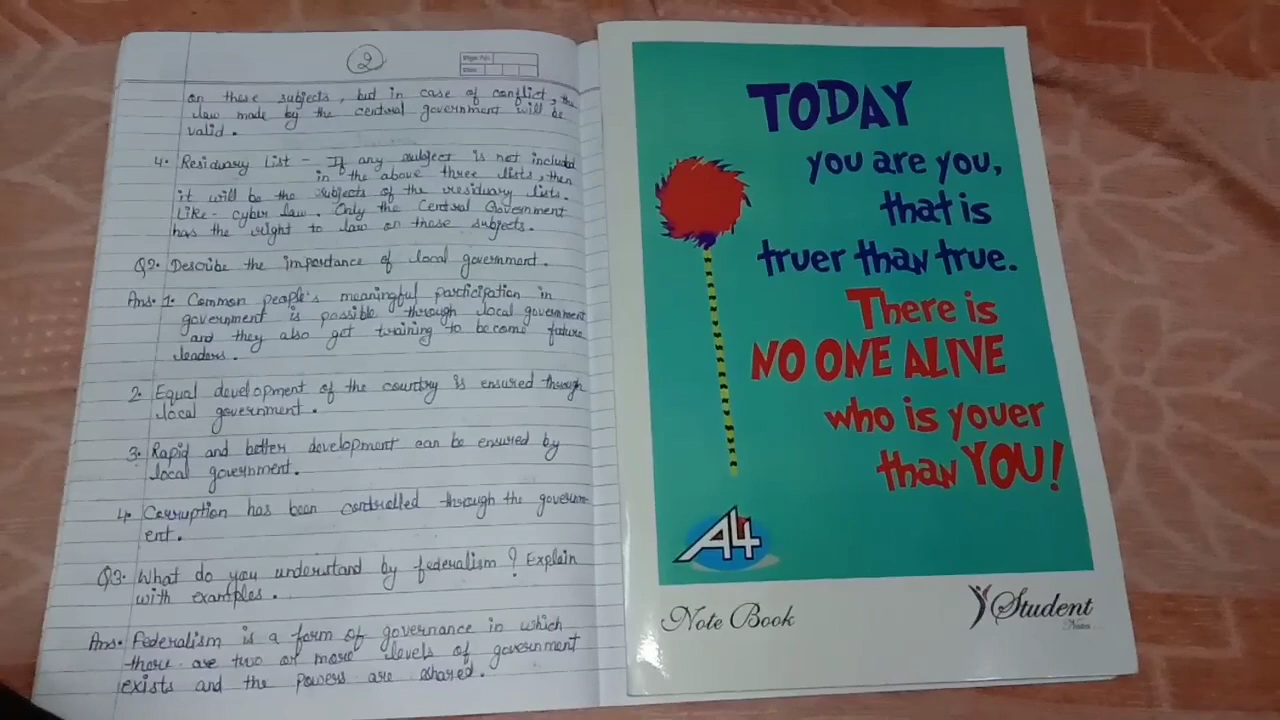 2
Page No.
Date
on these subjects, but in case of conflict, the
law made by the central government will be
valid.
4. Residuary List - If any subject is not included
in the above three lists, then
it will be the subjects of the residuary lists.
Like - cyber law. Only the Central Government
has the right to law on these subjects.
Q2. Describe the importance of local government.
Ans. 1. Common people's meaningful participation in
government is possible through local government
and they also get training to become future
leaders.
2. Equal development of the country is ensured through
local government.
3. Rapid and better development can be ensured by
local government.
4. Corruption has been controlled through the governm-
ent.
Q3. What do you understand by federalism? Explain
with examples.
Ans. Federalism is a form of governance in which
there are two or more levels of government
exists and the powers are shared.
TODAY
you are you,
that is
truer than true.
There is
NO ONE ALIVE
who is youer
than YOU!
A4
Note Book
Student
Notes